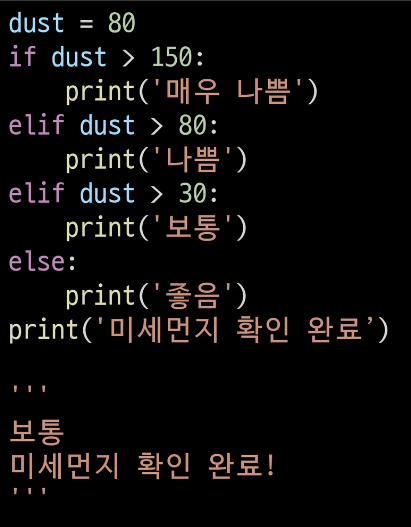 dust = 80
if dust > 150:
    print('매우 나쁨')
elif dust > 80:
    print('나쁨')
elif dust > 30:
    print('보통')
else:
    print('좋음')
print('미세먼지 확인 완료’)

'''
보통
미세먼지 확인 완료!
'''